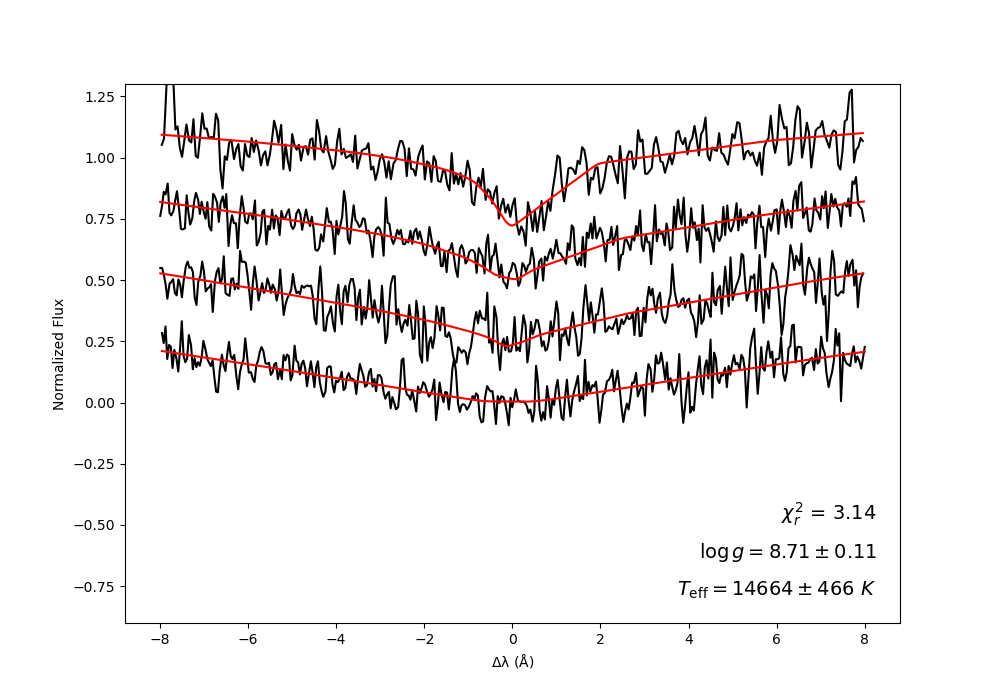 1.25
1.00
0.75
0.50
0.25
0.00
−0.25
−0.50
−0.75
Normalized Flux
χ_r^2 = 3.14
log g = 8.71 ± 0.11
T_eff = 14664 ± 466 K
−8 −6 −4 −2 0 2 4 6 8
Δλ (Å)